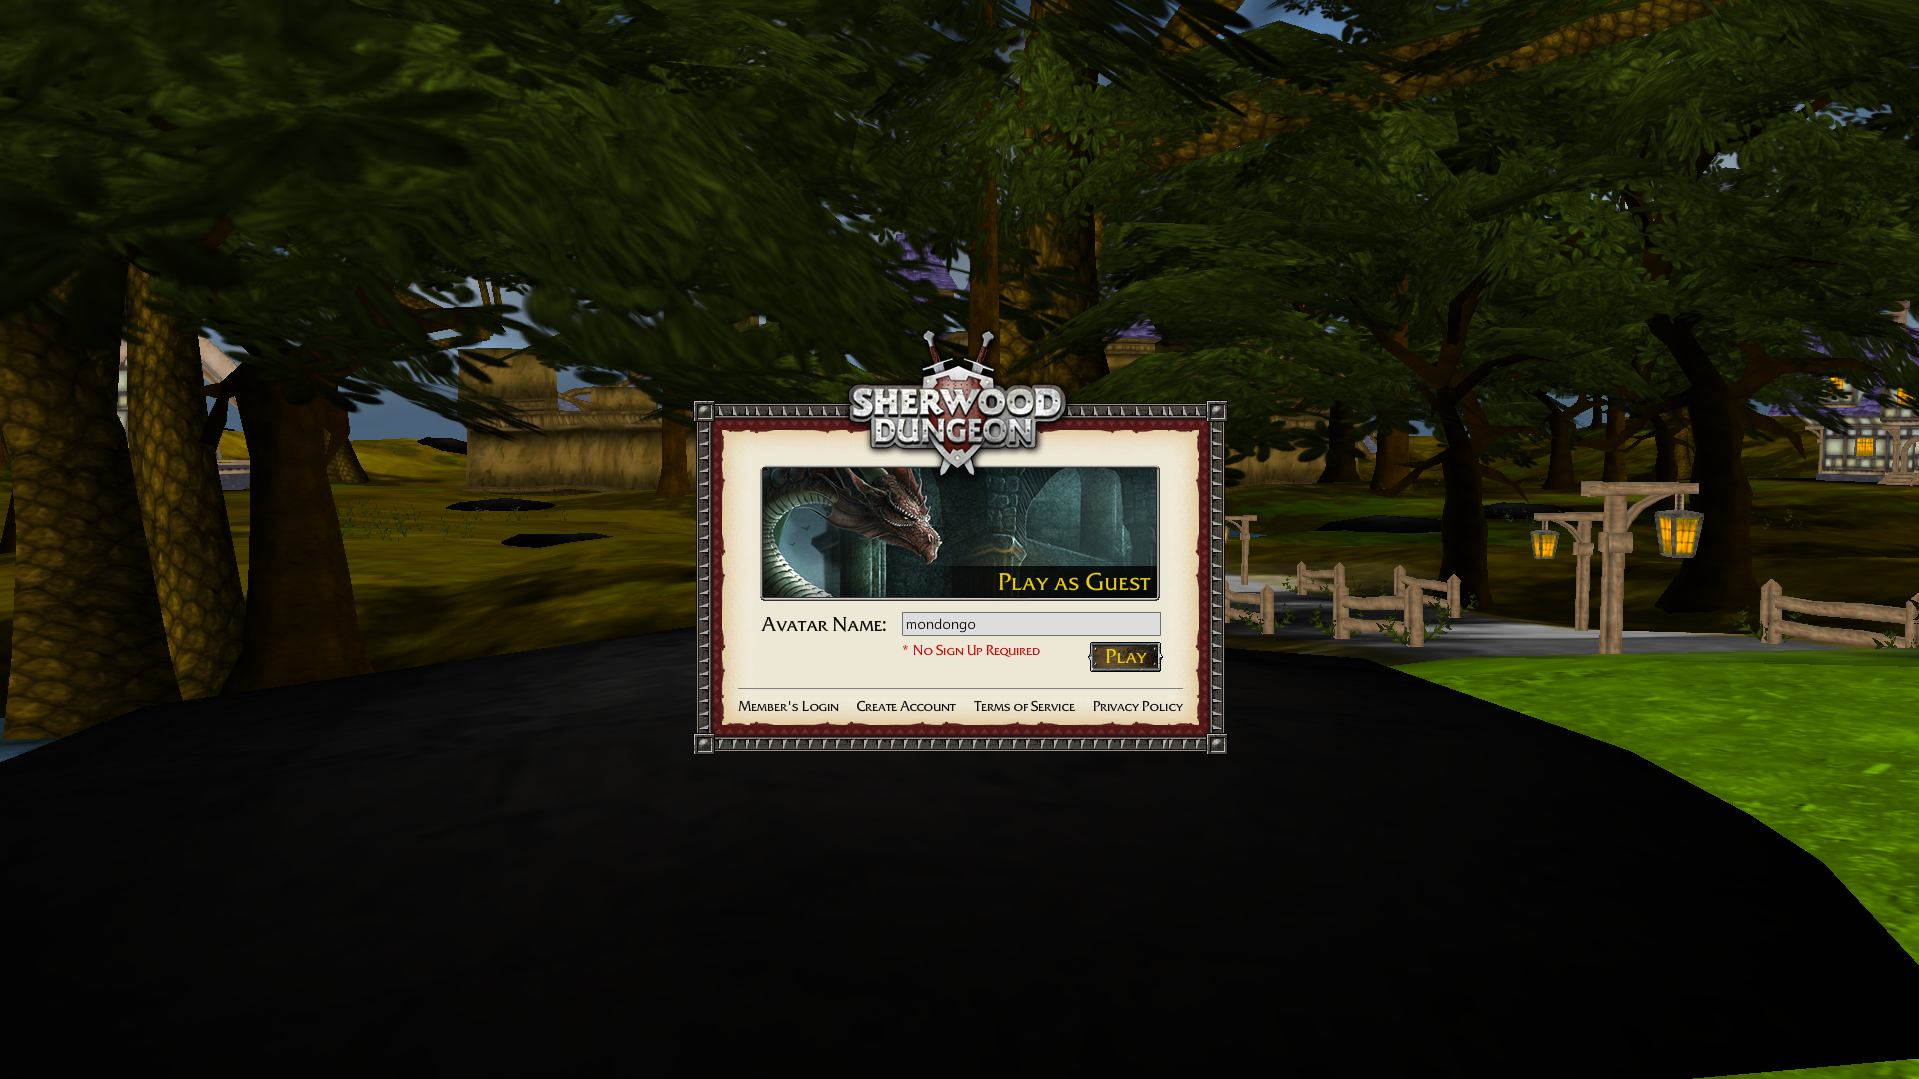 SHERWOOD
DUNGEON
Play as Guest
Avatar Name: mondongo
* No Sign Up Required
Play
Member's Login Create Account Terms of Service Privacy Policy